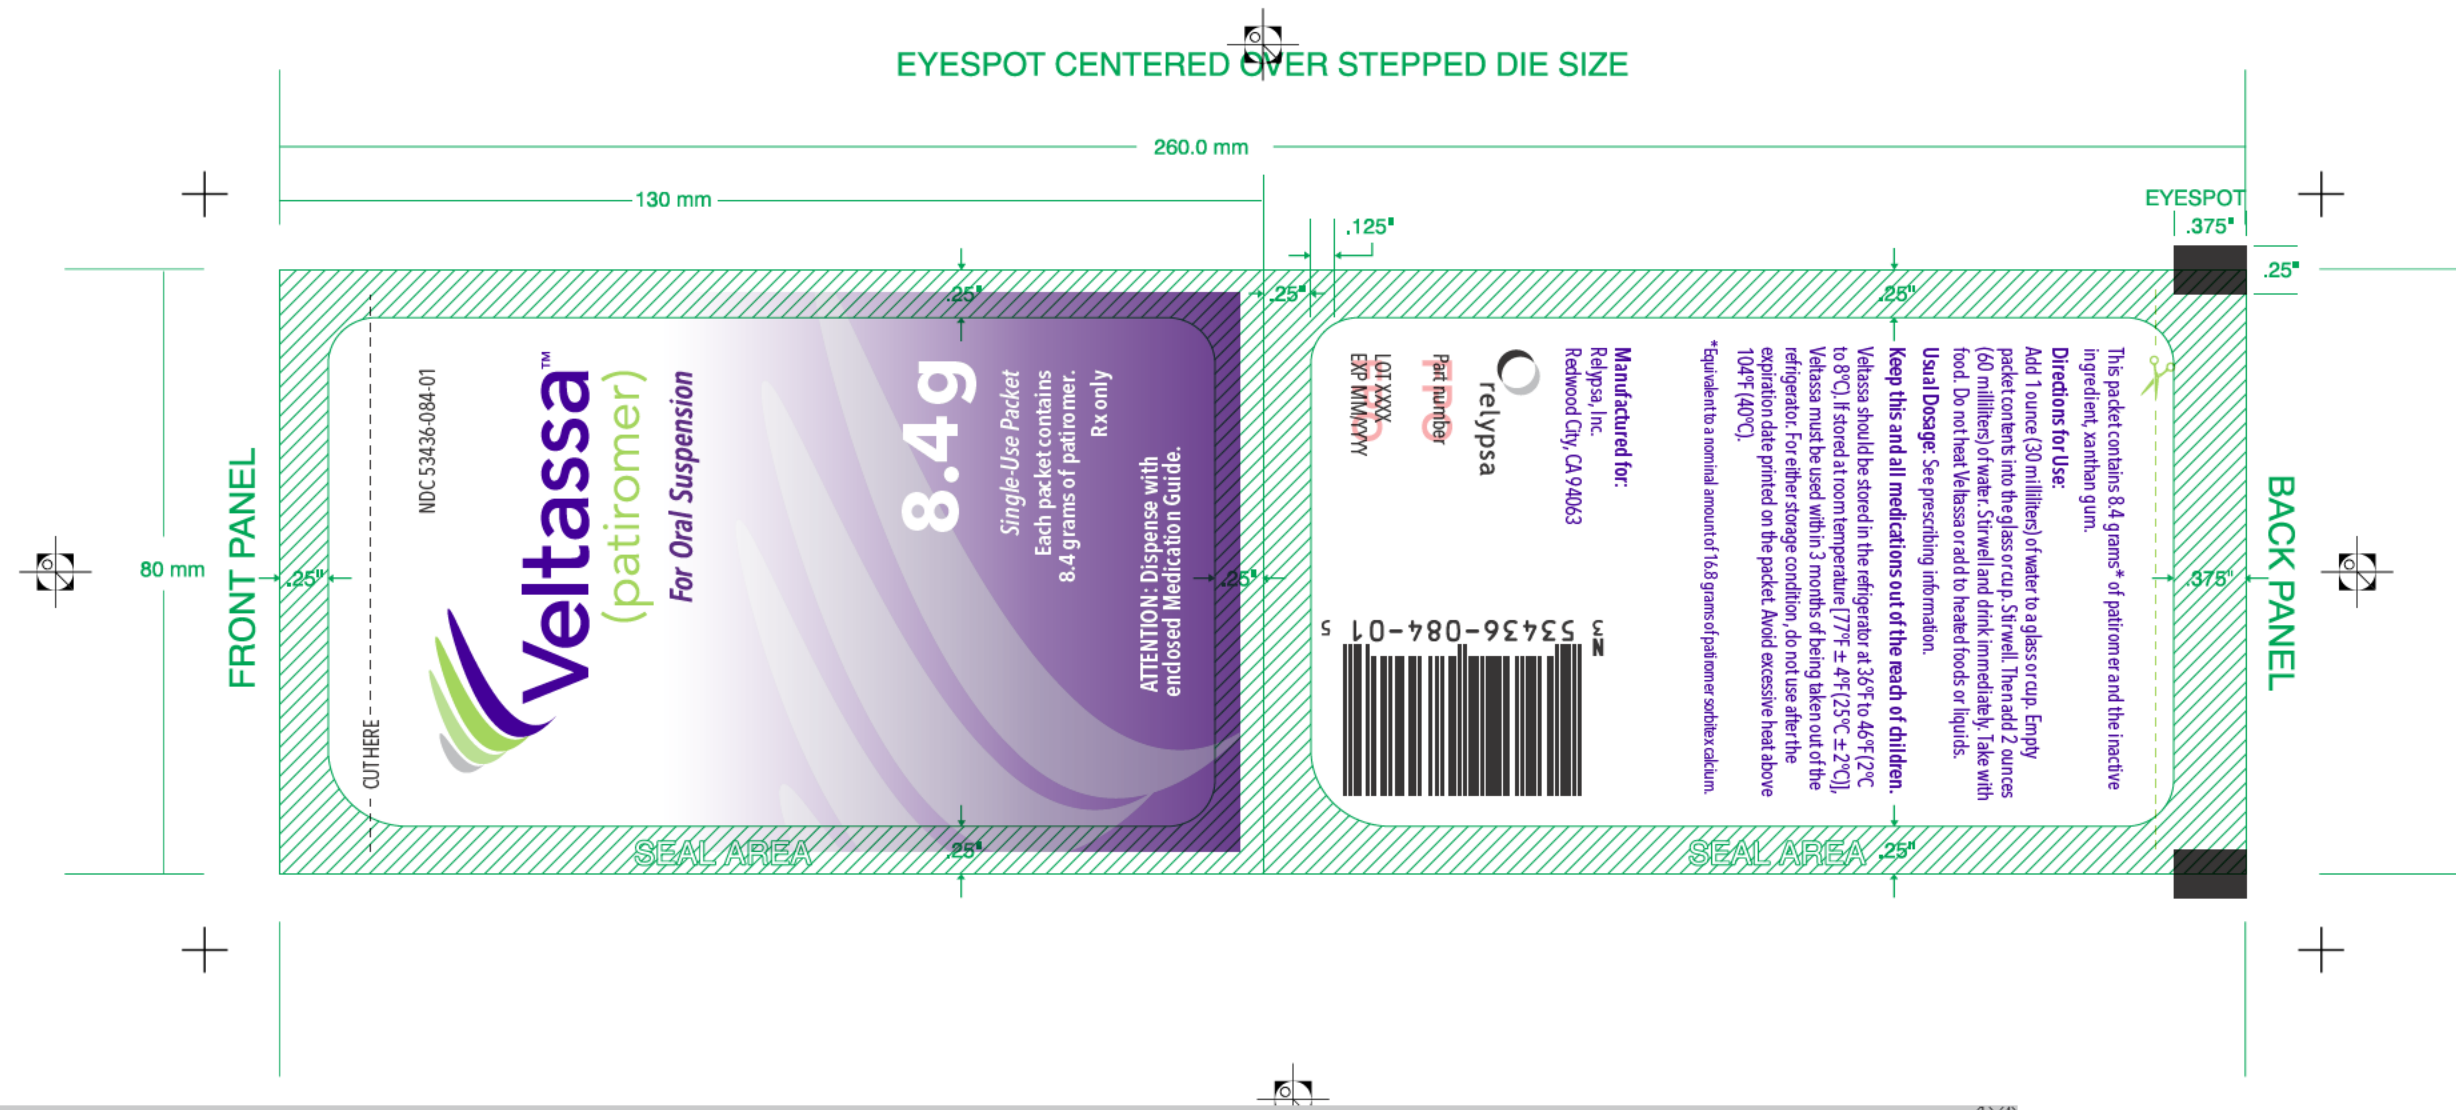 EYESPOT CENTERED OVER STEPPED DIE SIZE
260.0 mm
130 mm
.125"
EYESPOT
.375"
.25"
80 mm
FRONT PANEL
.25"
CUT HERE
NDC 53436-084-01
Veltassa™
(patiromer)
For Oral Suspension
8.4g
Single-Use Packet
Each packet contains
8.4 grams of patiromer.
Rx only
ATTENTION: Dispense with
enclosed Medication Guide.
.25"
.25"
.25"
SEAL AREA
.25"
This packet contains 8.4 grams* of patiromer and the inactive
ingredient, xanthan gum.
Directions for Use:
Add 1 ounce (30 milliliters) of water to a glass or cup. Empty
packet contents into the glass or cup. Stir well. Then add 2 ounces
(60 milliliters) of water. Stir well and drink immediately. Take with
food. Do not heat Veltassa or add to heated foods or liquids.
Usual Dosage: See prescribing information.
Keep this and all medications out of the reach of children.
Veltassa should be stored in the refrigerator at 36°F to 46°F (2°C
to 8°C). If stored at room temperature [77°F ± 4°F (25°C ± 2°C)],
Veltassa must be used within 3 months of being taken out of the
refrigerator. For either storage condition, do not use after the
expiration date printed on the packet. Avoid excessive heat above
104°F (40°C).
*Equivalent to a nominal amount of 16.8 grams of patiromer sorbitex calcium.
Manufactured for:
Relypsa, Inc.
Redwood City, CA 94063
relypsa
Part number
FPO
LOT XXXX
EXP MMMYYYY
FPO
N3 53436-084-01 5
.25"
.25"
.375"
SEAL AREA
BACK PANEL